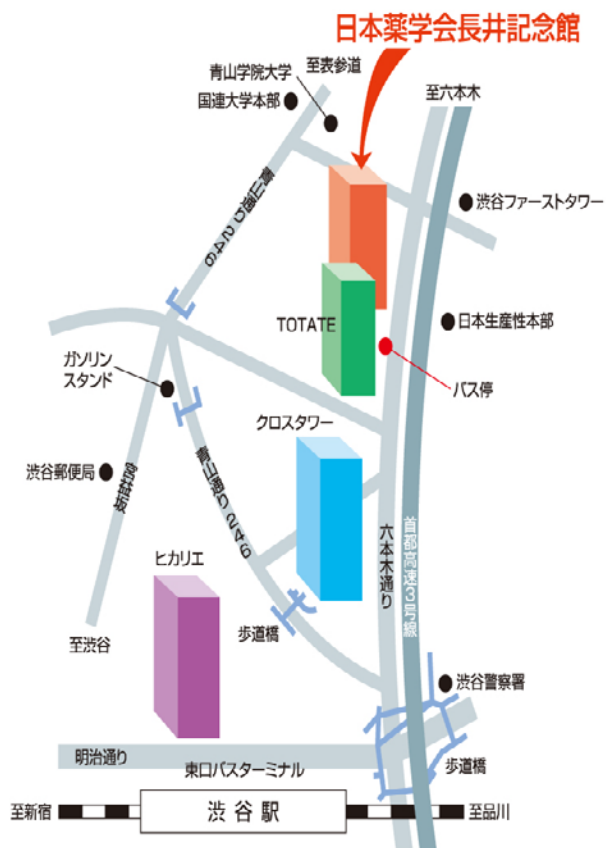 日本薬学会長井記念館
至表参道
青山学院大学
国連大学本部
至六本木
渋谷ファーストタワー
青山通り246
TOTATE
日本生産性本部
バス停
ガソリン
スタンド
クロスタワー
渋谷郵便局
宮益坂
青山通り246
六本木通り
首都高速3号線
ヒカリエ
歩道橋
至渋谷
渋谷警察署
明治通り
東口バスターミナル
歩道橋
至新宿
渋谷駅
至品川